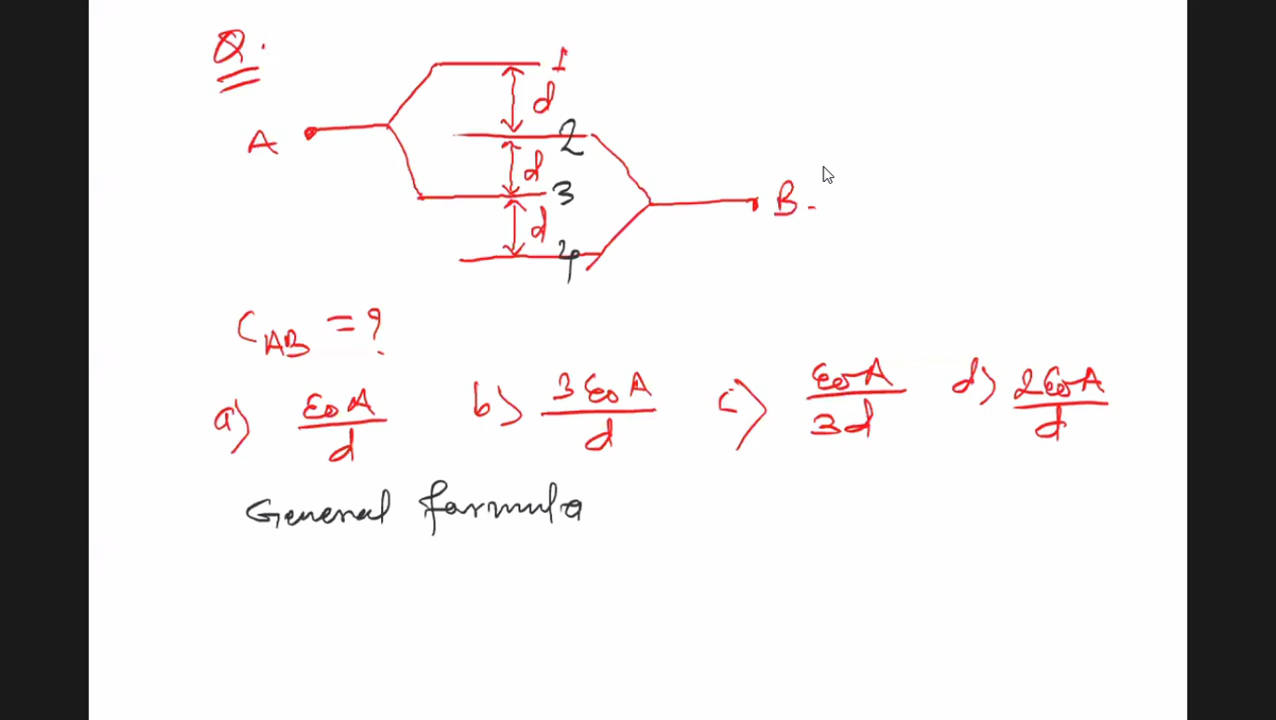 Q.
1
d
A
2
d
3
B.
d
4
C_AB = ?
a) ε₀A/d b) 3ε₀A/d c) ε₀A/3d d) 2ε₀A/d
General formula